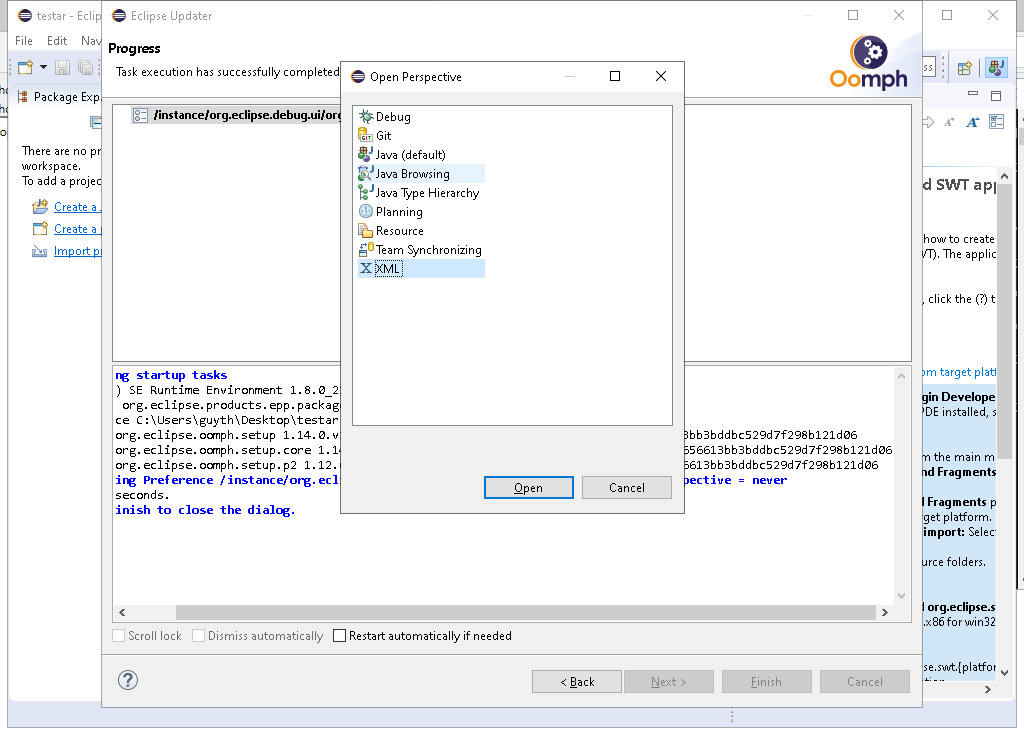 testar - Eclip
File Edit Nav
Package Exp
There are no pr
workspace.
To add a projec
Create a
Create a
Import
Eclipse Updater
Progress
Task execution has successfully completed
Oomph
/instance/org.eclipse.debug.ui/org
Open Perspective
Debug
Git
Java (default)
Java Browsing
Java Type Hierarchy
Planning
Resource
Team Synchronizing
XML
Open Cancel
ng startup tasks
) SE Runtime Environment 1.8.0_2
org.eclipse.products.epp.packag
ce C:\Users\guyth\Desktop\testar
org.eclipse.oomph.setup 1.14.0.v 3bb3bddbc529d7f298b121d06
org.eclipse.oomph.setup.core 1.14 656613bb3bddbc529d7f298b121d06
org.eclipse.oomph.setup.p2 1.12. 6613bb3bddbc529d7f298b121d06
ing Preference /instance/org.ecl pective = never
seconds.
inish to close the dialog.
Scroll lock Dismiss automatically Restart automatically if needed
? < Back Next > Finish Cancel
ss
d SWT app
how to create
VT). The applic
, click the (?) t
om target platf
gin Develope
PDE installed, s
m the main m
nd Fragments
d Fragments p
get platform.
import: Selec
urce folders.
d org.eclipse.s
.x86 for win32
se.swt.{platfor